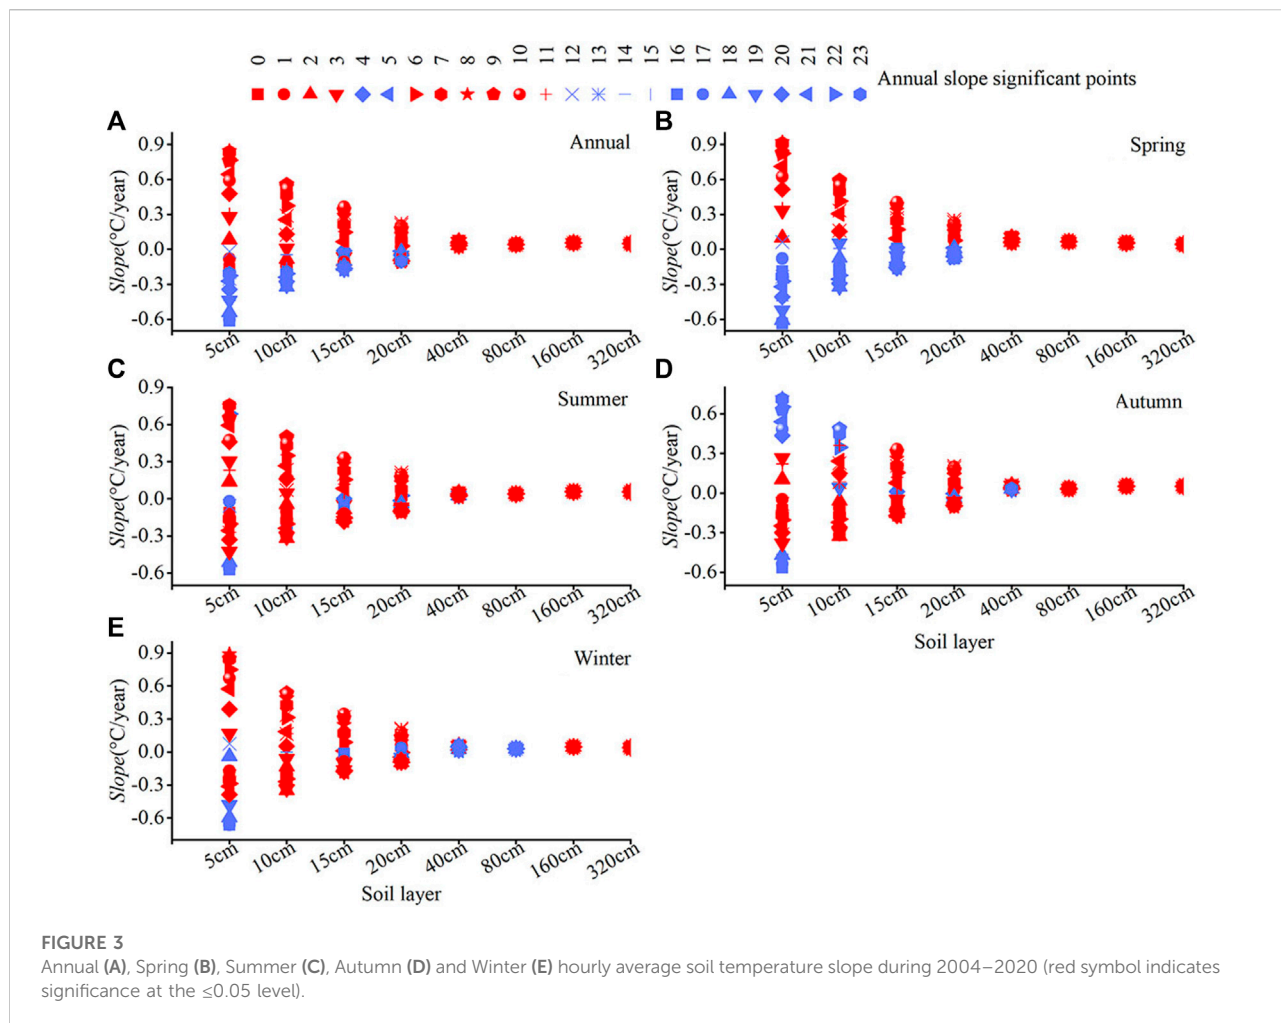 0 1 2 3 4 5 6 7 8 9 10 11 12 13 14 15 16 17 18 19 20 21 22 23
Annual slope significant points
A
Annual
Slope(°C/year)
0.9
0.6
0.3
0.0
-0.3
-0.6
5cm 10cm 15cm 20cm 40cm 80cm 160cm 320cm
B
Spring
Slope(°C/year)
0.9
0.6
0.3
0.0
-0.3
-0.6
5cm 10cm 15cm 20cm 40cm 80cm 160cm 320cm
C
Summer
Slope(°C/year)
0.9
0.6
0.3
0.0
-0.3
-0.6
5cm 10cm 15cm 20cm 40cm 80cm 160cm 320cm
D
Autumn
Slope(°C/year)
0.6
0.3
0.0
-0.3
-0.6
5cm 10cm 15cm 20cm 40cm 80cm 160cm 320cm
Soil layer
E
Winter
Slope(°C/year)
0.9
0.6
0.3
0.0
-0.3
-0.6
5cm 10cm 15cm 20cm 40cm 80cm 160cm 320cm
Soil layer
FIGURE 3
Annual (A), Spring (B), Summer (C), Autumn (D) and Winter (E) hourly average soil temperature slope during 2004–2020 (red symbol indicates
significance at the ≤0.05 level).